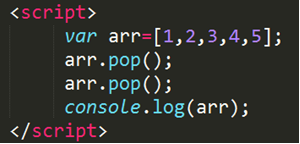 <script>
var arr=[1,2,3,4,5];
arr.pop();
arr.pop();
console.log(arr);
</script>